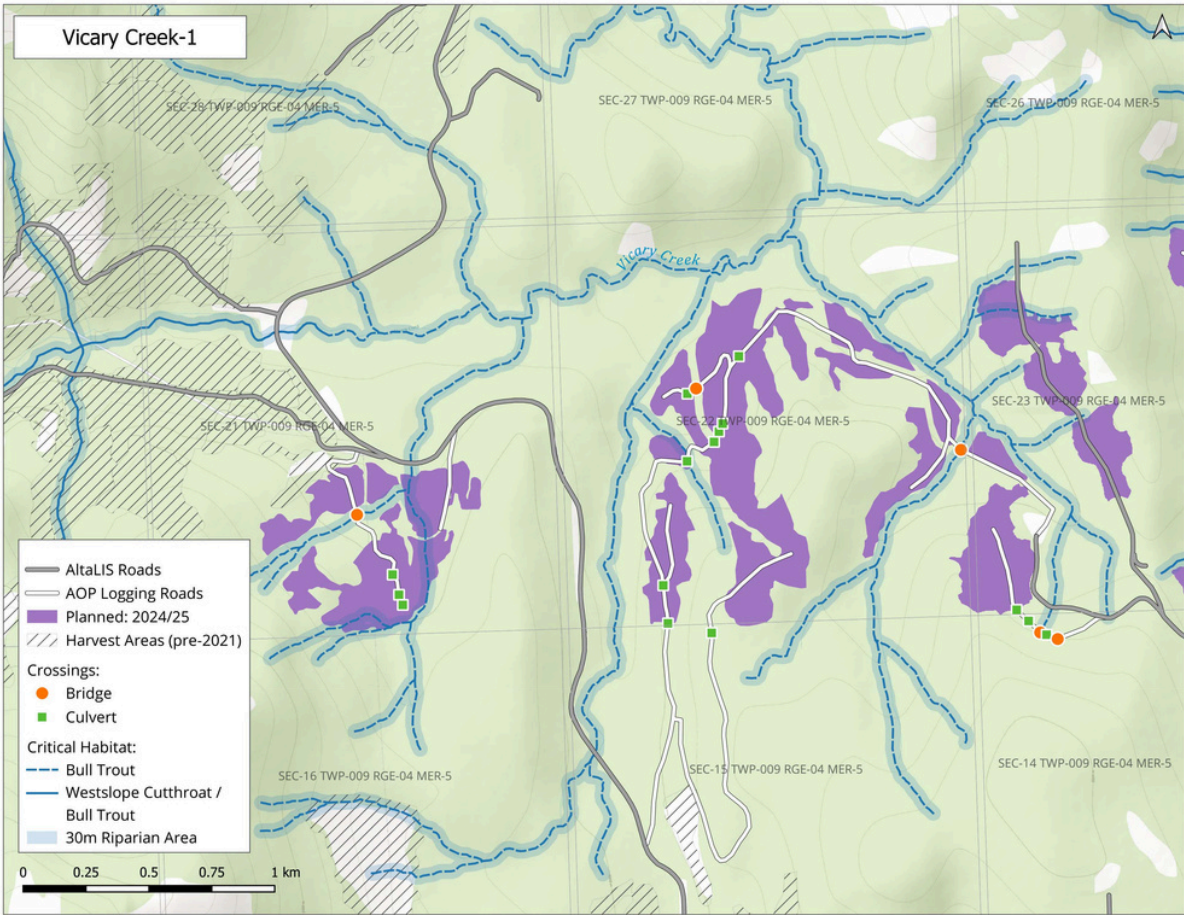 Vicary Creek-1
SEC-28 TWP-009 RGE-04 MER-5
SEC-27 TWP-009 RGE-04 MER-5
SEC-26 TWP-009 RGE-04 MER-5
Vicary Creek
SEC-21 TWP-009 RGE-04 MER-5
SEC-22 TWP-009 RGE-04 MER-5
SEC-23 TWP-009 RGE-04 MER-5
AltaLIS Roads
AOP Logging Roads
Planned: 2024/25
Harvest Areas (pre-2021)
Crossings:
Bridge
Culvert
Critical Habitat:
Bull Trout
Westslope Cutthroat /
Bull Trout
30m Riparian Area
SEC-16 TWP-009 RGE-04 MER-5
SEC-15 TWP-009 RGE-04 MER-5
SEC-14 TWP-009 RGE-04 MER-5
0 0.25 0.5 0.75 1 km